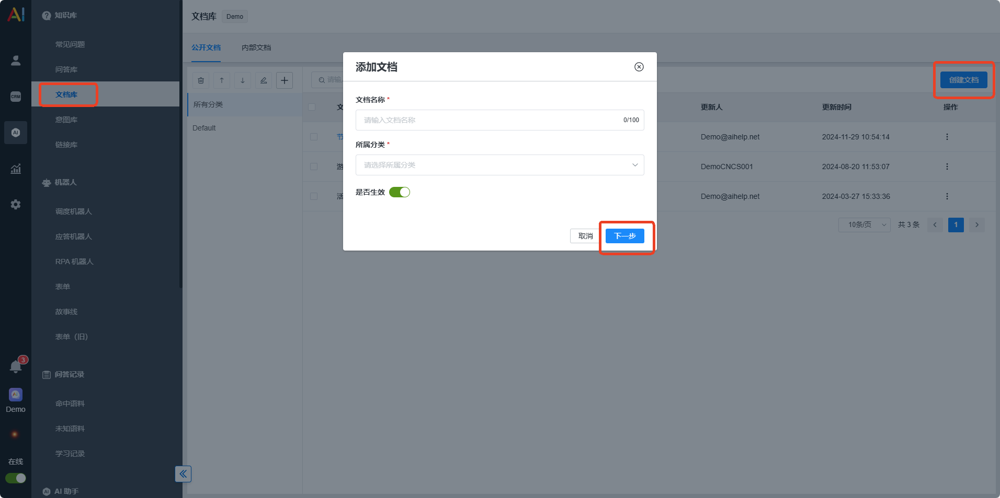 AI
知识库
常见问题
问答库
文档库
意图库
链接库
机器人
调度机器人
应答机器人
RPA 机器人
表单
故事线
表单（旧）
问答记录
命中语料
未知语料
学习记录
AI 助手
CRM
AI
3
Demo
在线
文档库
Demo
公开文档
内部文档
请输
创建文档
所有分类
Default
更新人
更新时间
操作
Demo@aihelp.net
2024-11-29 10:54:14
游
DemoCNCS001
2024-08-20 11:53:07
活
Demo@aihelp.net
2024-03-27 15:33:36
10条/页
共 3 条
1
添加文档
文档名称 *
请输入文档名称
0/100
所属分类 *
请选择所属分类
是否生效
取消
下一步